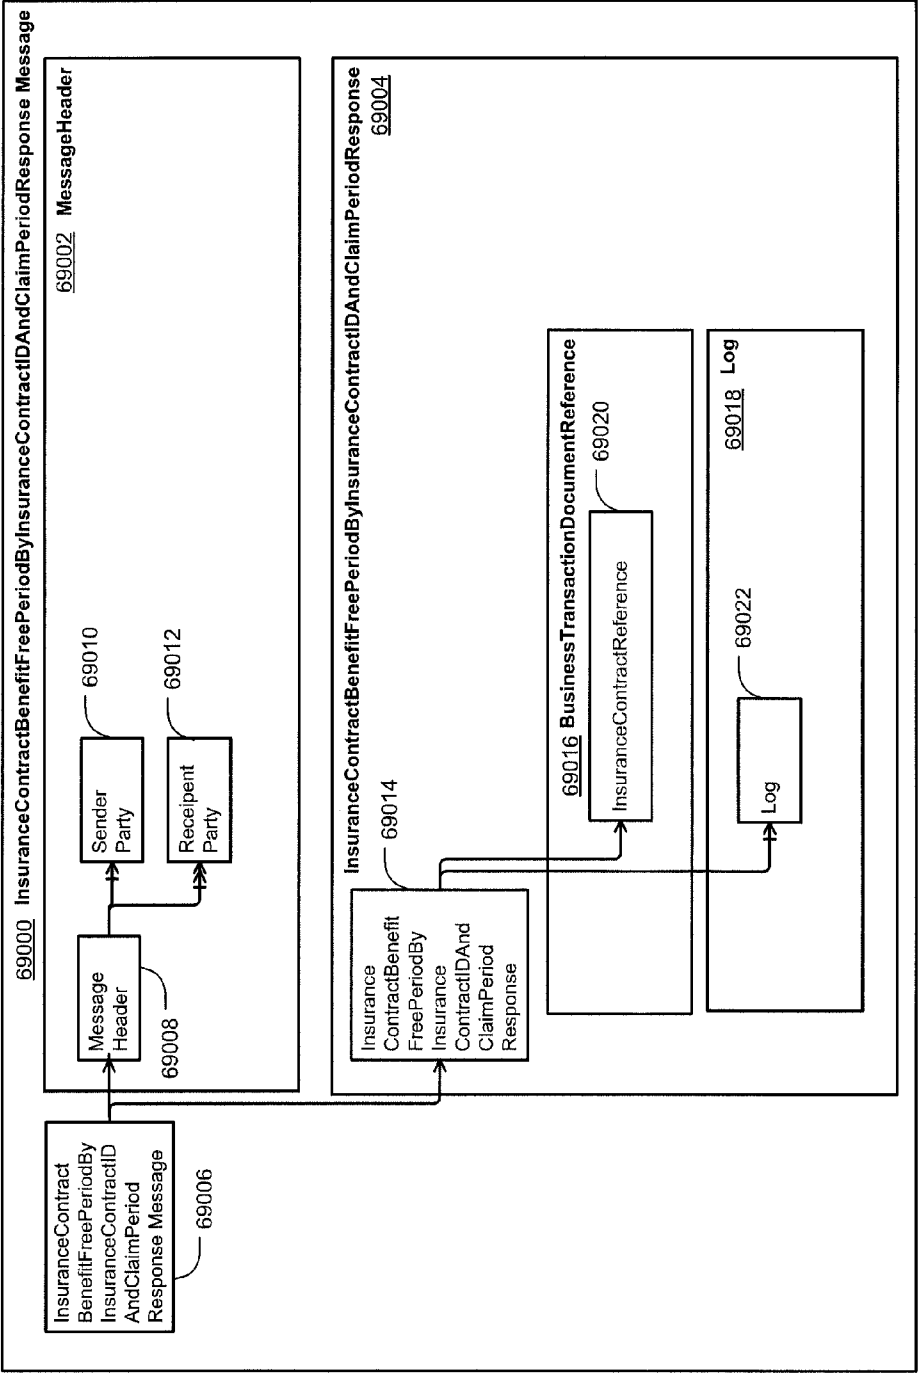 69000 InsuranceContractBenefitFreePeriodByInsuranceContractIDAndClaimPeriodResponse Message
InsuranceContract
BenefitFreePeriodBy
InsuranceContractID
AndClaimPeriod
Response Message
69006
69002 MessageHeader
Message
Header
69008
Sender
Party
69010
Receipent
Party
69012
InsuranceContractBenefitFreePeriodByInsuranceContractIDAndClaimPeriodResponse
69004
Insurance
ContractBenefit
FreePeriodBy
Insurance
ContractIDAnd
ClaimPeriod
Response
69014
69016 BusinessTransactionDocumentReference
InsuranceContractReference
69020
69018 Log
Log
69022